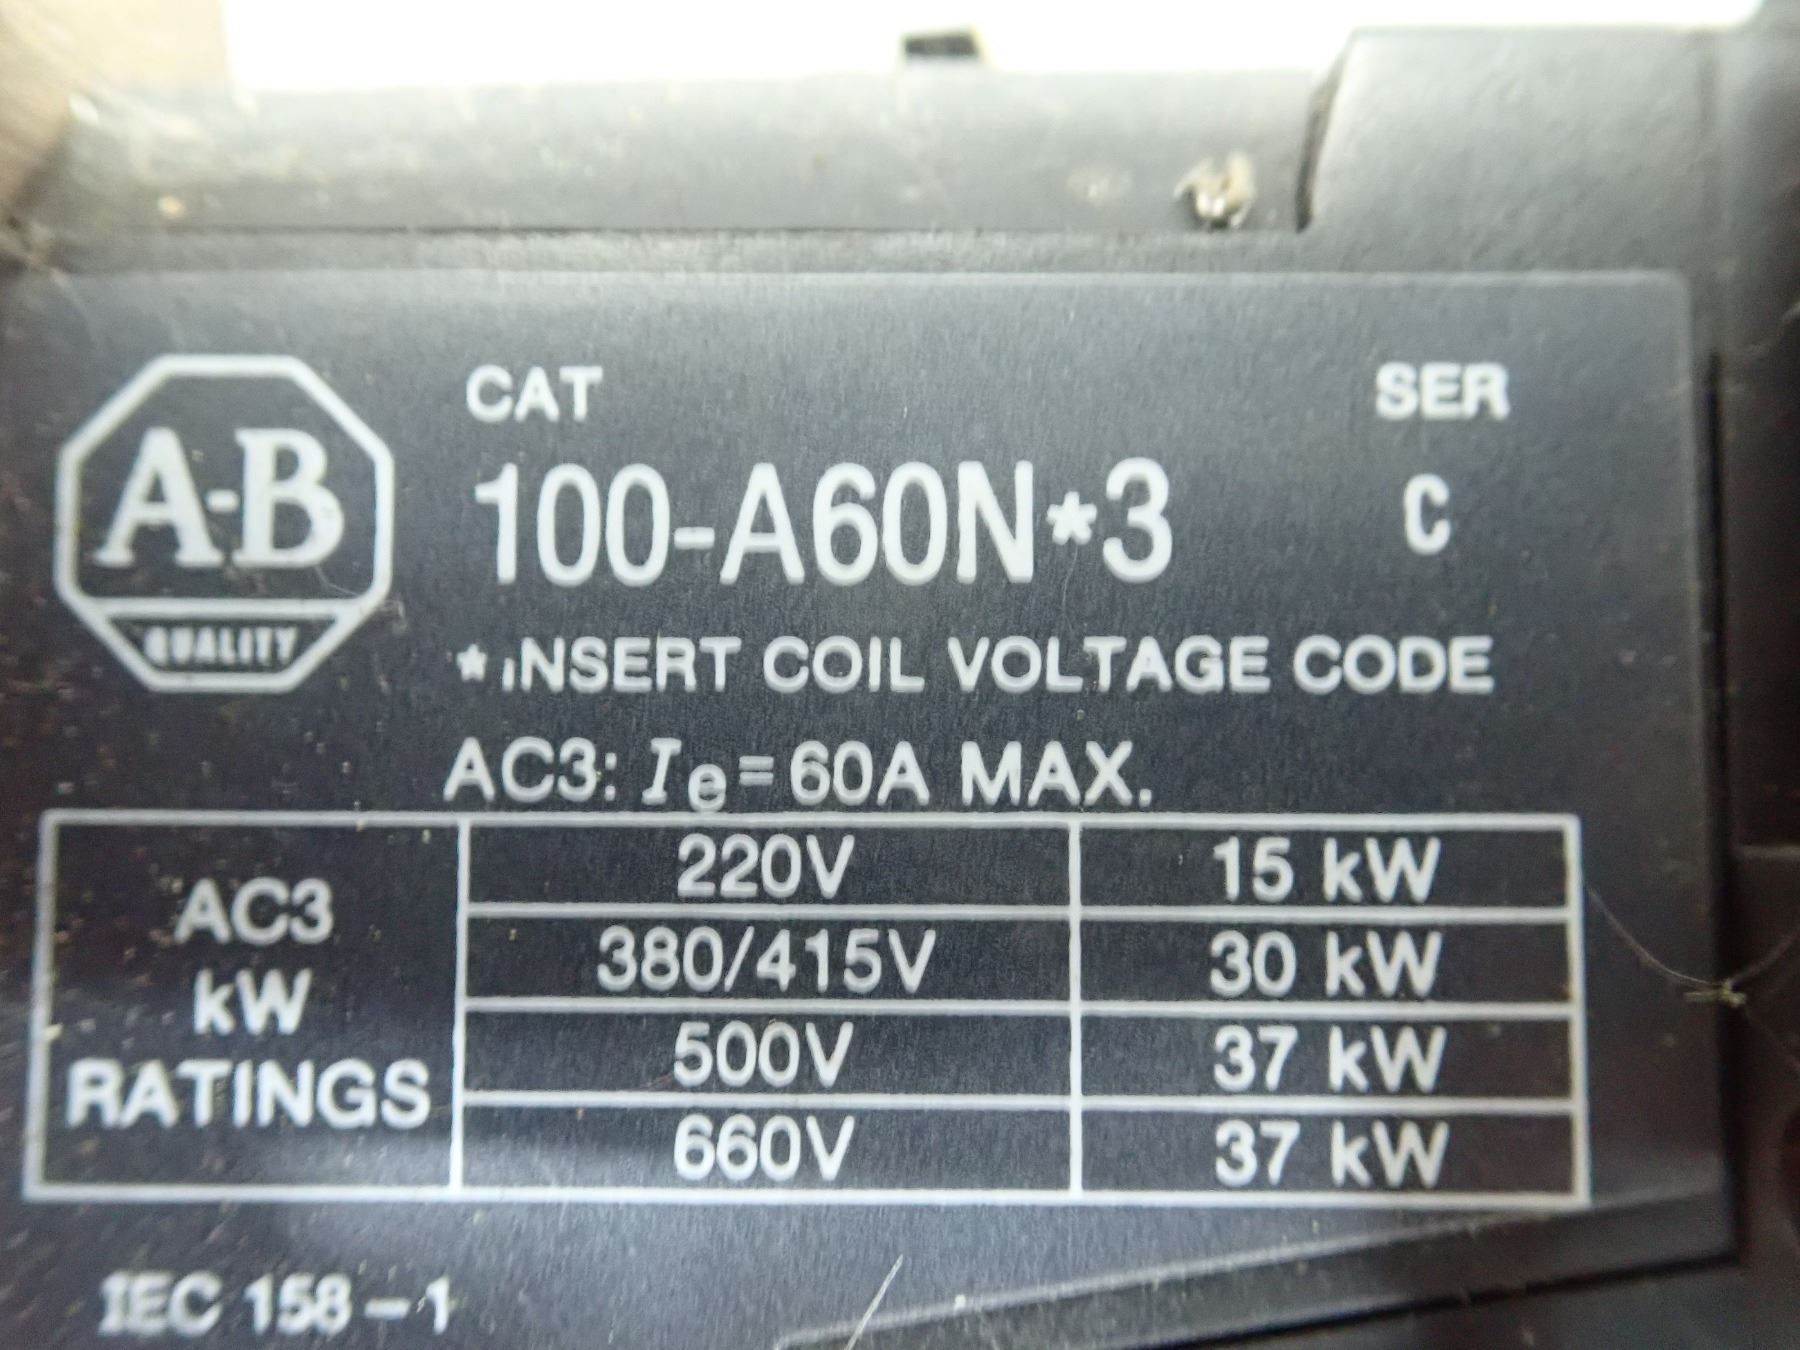 A-B
QUALITY
CAT
SER
100-A60N*3
C
* INSERT COIL VOLTAGE CODE
AC3: Ie = 60A MAX.
AC3
kW
RATINGS
220V 15 kW
380/415V 30 kW
500V 37 kW
660V 37 kW
IEC 158-1